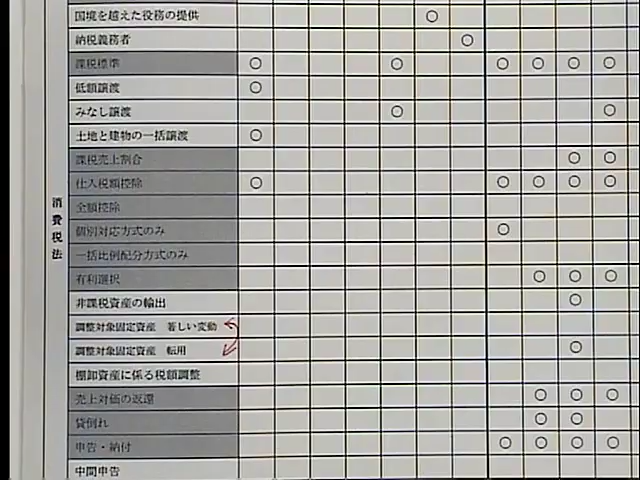 国境を越えた役務の提供 ○
納税義務者 ○
課税標準 ○ ○ ○ ○ ○ ○
低額譲渡 ○
みなし譲渡 ○ ○
土地と建物の一括譲渡 ○
課税売上割合 ○ ○
仕入税額控除 ○ ○ ○ ○ ○
全額控除
消費税法
個別対応方式のみ ○
一括比例配分方式のみ
有利選択 ○ ○ ○
非課税資産の輸出 ○
調整対象固定資産 著しい変動
調整対象固定資産 転用 ○
棚卸資産に係る税額調整
売上対価の返還 ○ ○ ○
貸倒れ ○ ○
申告・納付 ○ ○ ○ ○
中間申告